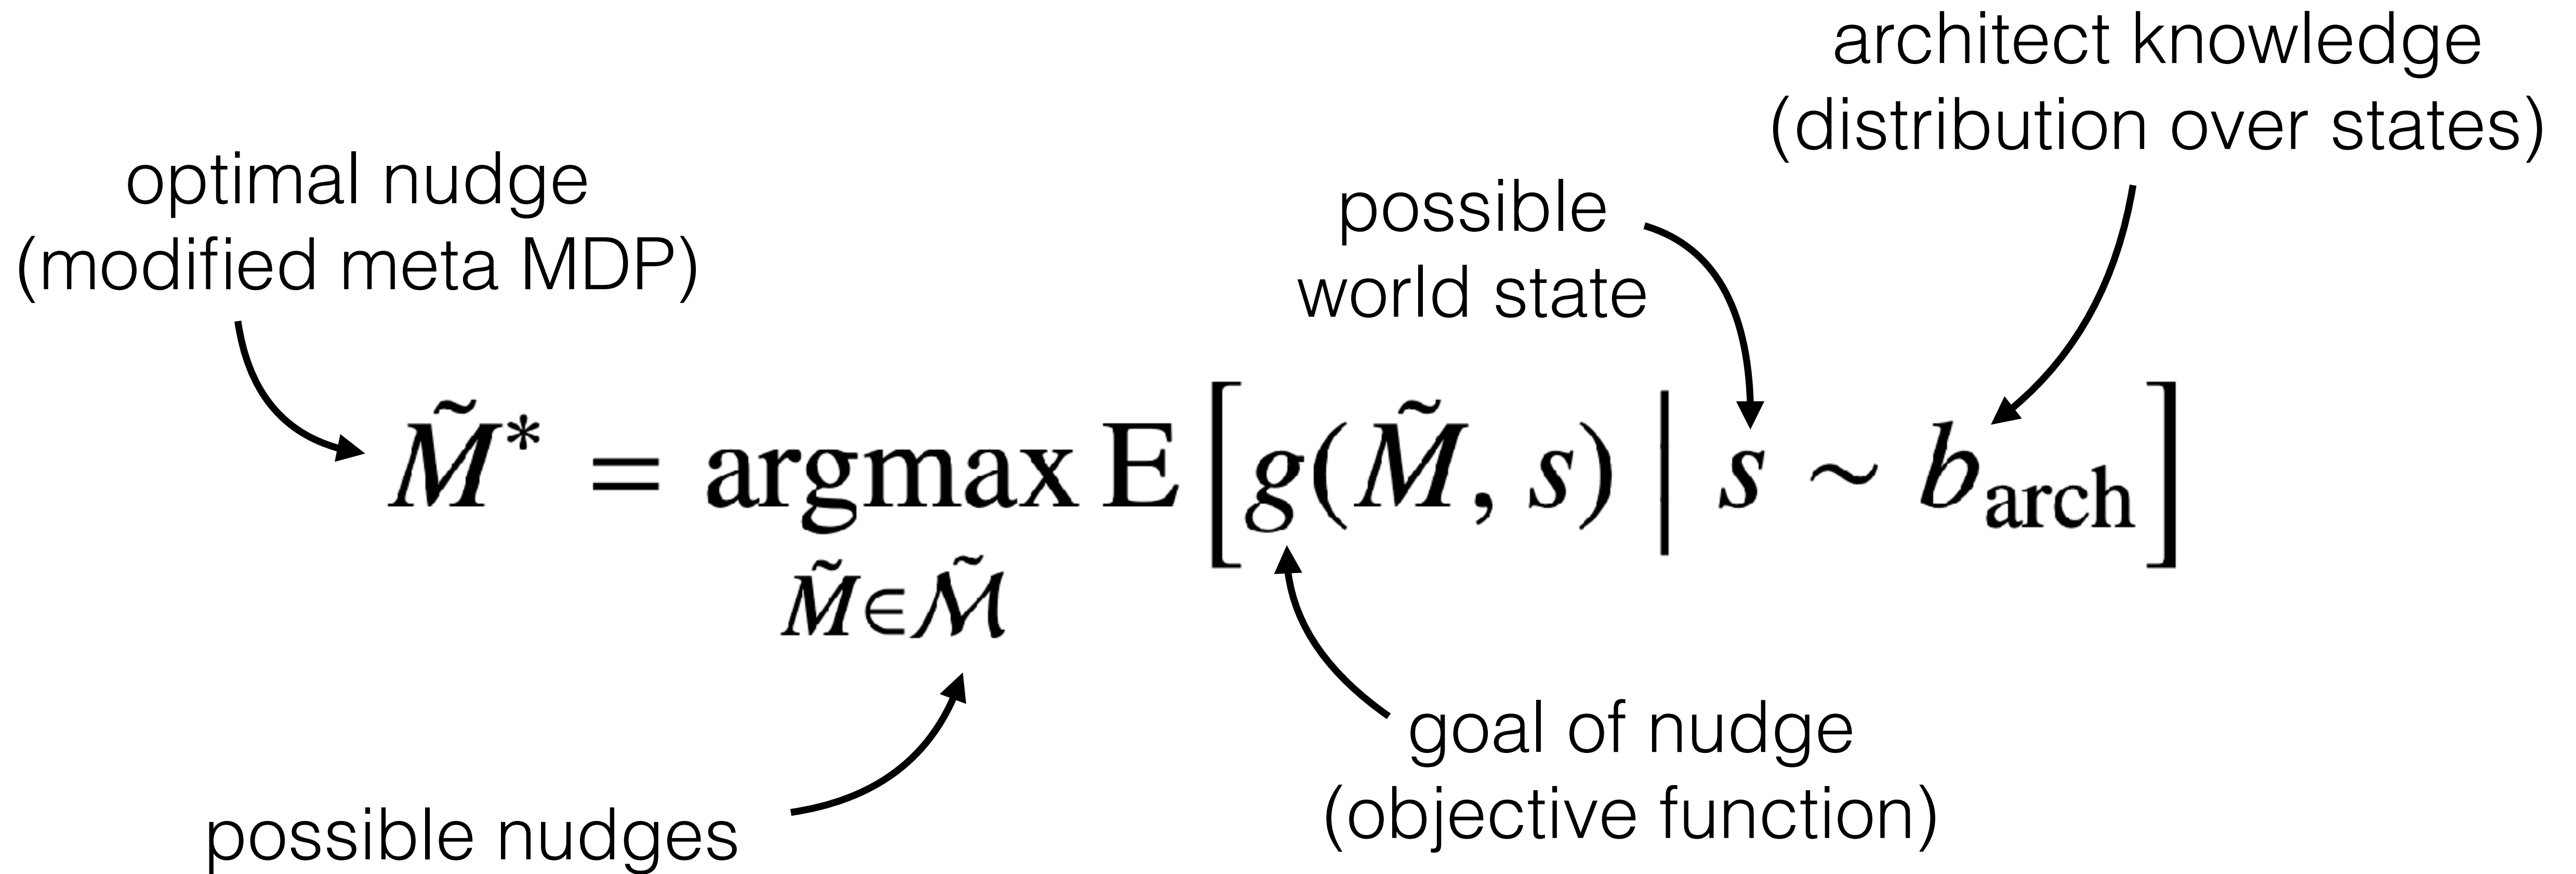 architect knowledge
(distribution over states)
optimal nudge
(modified meta MDP)
possible
world state
M̃* = argmax E[g(M̃, s) | s ~ b_arch]
M̃∈ℳ̃
possible nudges
goal of nudge
(objective function)